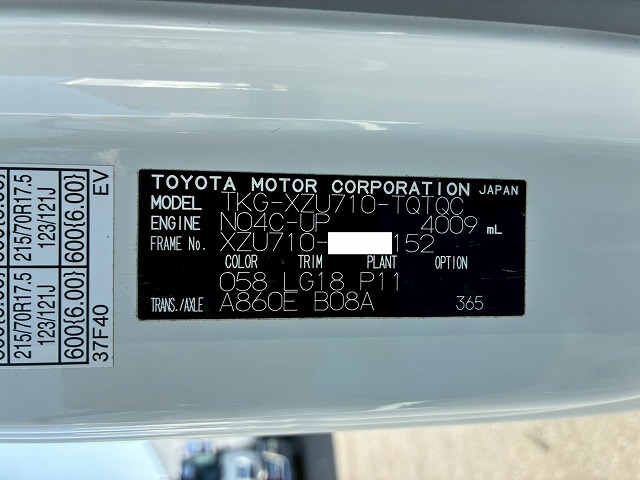 TOYOTA MOTOR CORPORATION JAPAN
MODEL TKG-XZU710-TQTQC
ENGINE N04C-UP 4009 mL
FRAME No. XZU710- 152
COLOR TRIM PLANT OPTION
058 LG18 P11
TRANS./AXLE A860E B08A 365
215/70R17.5
123/121J
600{6.00}
215/70R17.5
123/121J
600{6.00}
37F40
EV